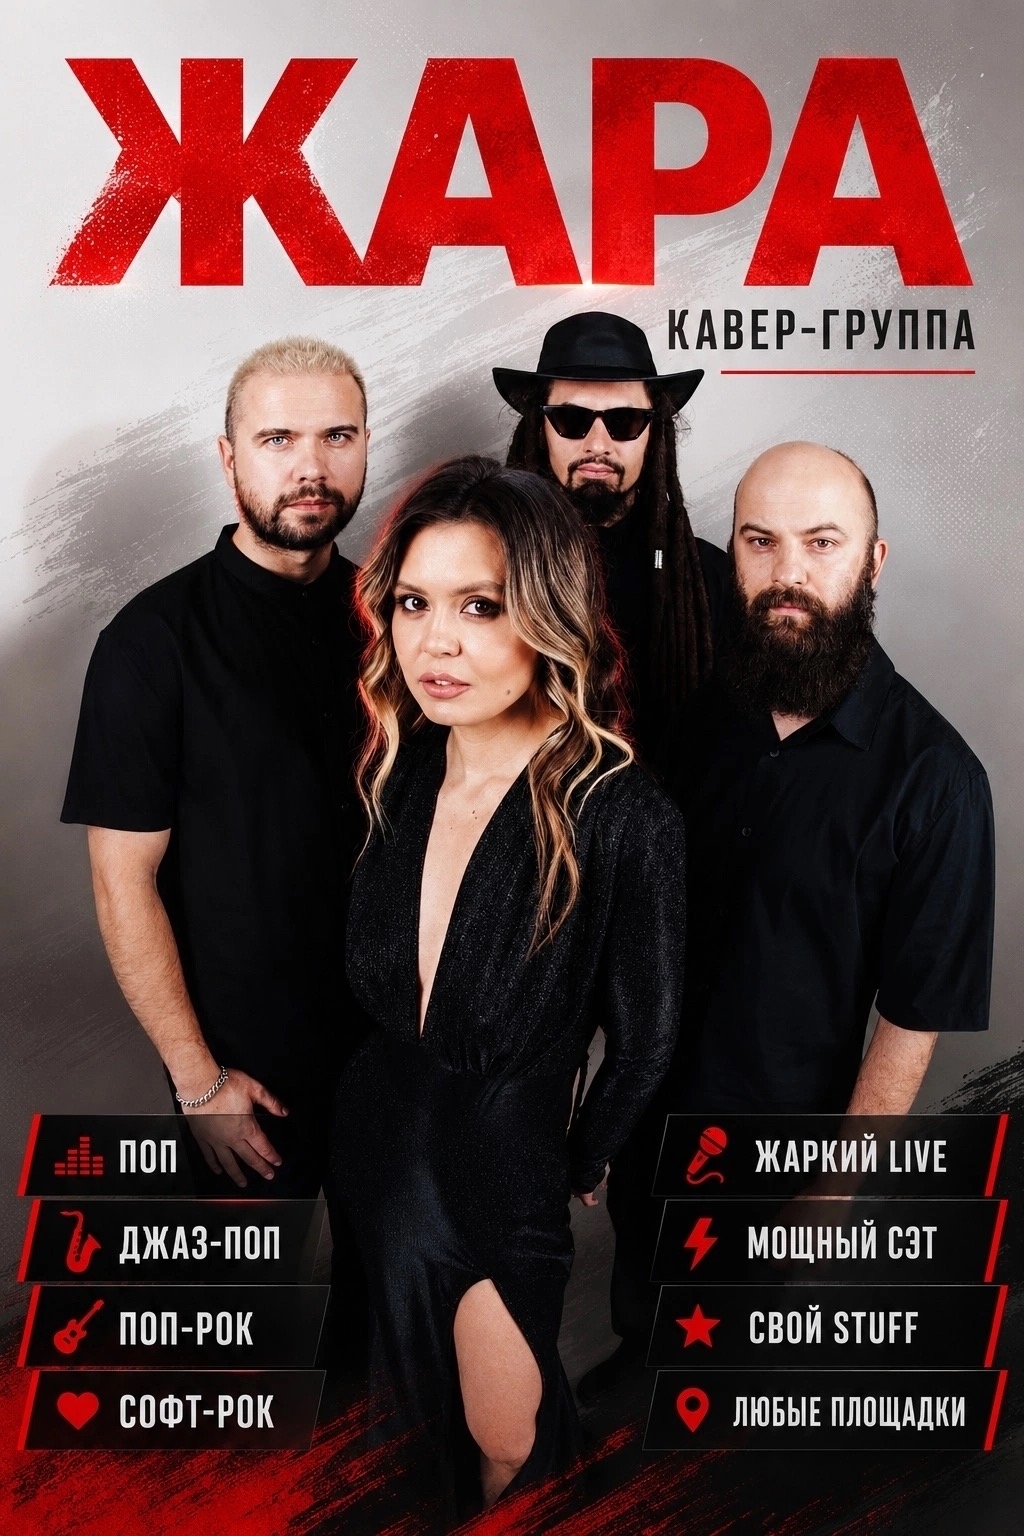 ЖАРА
КАВЕР-ГРУППА
ПОП
ДЖАЗ-ПОП
ПОП-РОК
СОФТ-РОК
ЖАРКИЙ LIVE
МОЩНЫЙ СЭТ
СВОЙ STUFF
ЛЮБЫЕ ПЛОЩАДКИ